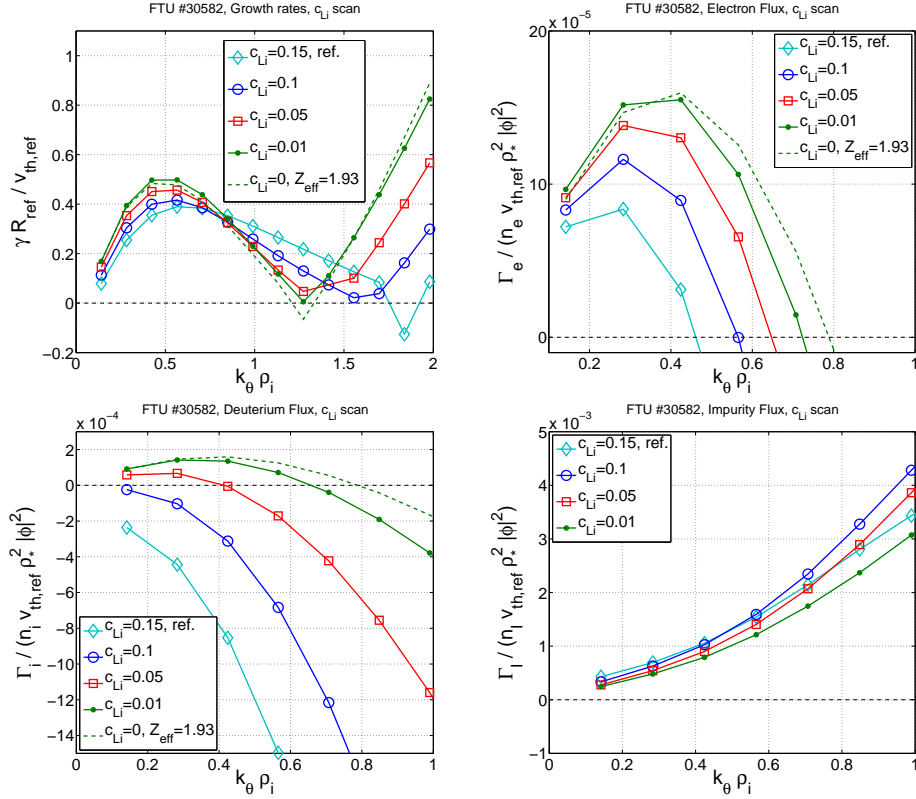 FTU #30582, Growth rates, c_Li scan
c_Li=0.15, ref.
c_Li=0.1
c_Li=0.05
c_Li=0.01
c_Li=0, Z_eff=1.93
γ R_ref / v_th,ref
1
0.8
0.6
0.4
0.2
0
−0.2
0 0.5 1 1.5 2
k_θ ρ_i
FTU #30582, Electron Flux, c_Li scan
x 10^−5
c_Li=0.15, ref.
c_Li=0.1
c_Li=0.05
c_Li=0.01
c_Li=0, Z_eff=1.93
Γ_e / (n_e v_th,ref ρ_*^2 |ϕ|^2)
20
15
10
5
0
0.2 0.4 0.6 0.8 1
k_θ ρ_i
FTU #30582, Deuterium Flux, c_Li scan
x 10^−4
Γ_i / (n_i v_th,ref ρ_*^2 |ϕ|^2)
2
0
−2
−4
−6
−8
−10
−12
−14
c_Li=0.15, ref.
c_Li=0.1
c_Li=0.05
c_Li=0.01
c_Li=0, Z_eff=1.93
0 0.2 0.4 0.6 0.8 1
k_θ ρ_i
FTU #30582, Impurity Flux, c_Li scan
x 10^−3
c_Li=0.15, ref.
c_Li=0.1
c_Li=0.05
c_Li=0.01
Γ_I / (n_I v_th,ref ρ_*^2 |ϕ|^2)
5
4
3
2
1
0
−1
0 0.2 0.4 0.6 0.8 1
k_θ ρ_i